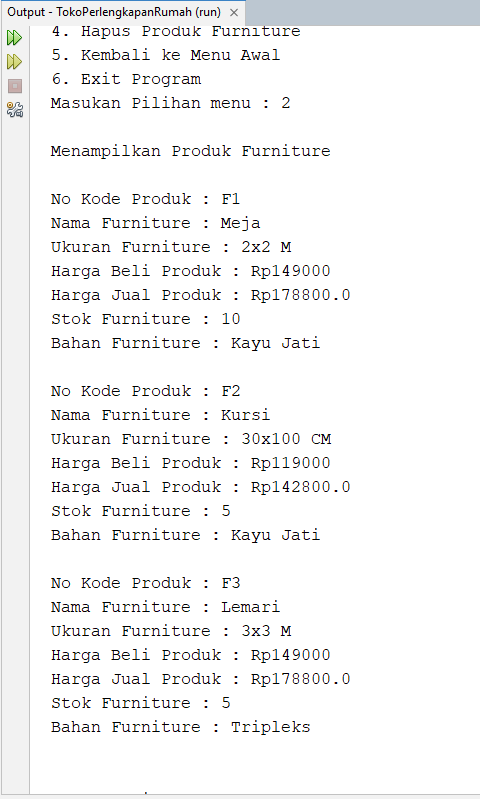 Output - TokoPerlengkapanRumah (run) ×
4. Hapus Produk Furniture
5. Kembali ke Menu Awal
6. Exit Program
Masukan Pilihan menu : 2
Menampilkan Produk Furniture
No Kode Produk : F1
Nama Furniture : Meja
Ukuran Furniture : 2x2 M
Harga Beli Produk : Rp149000
Harga Jual Produk : Rp178800.0
Stok Furniture : 10
Bahan Furniture : Kayu Jati
No Kode Produk : F2
Nama Furniture : Kursi
Ukuran Furniture : 30x100 CM
Harga Beli Produk : Rp119000
Harga Jual Produk : Rp142800.0
Stok Furniture : 5
Bahan Furniture : Kayu Jati
No Kode Produk : F3
Nama Furniture : Lemari
Ukuran Furniture : 3x3 M
Harga Beli Produk : Rp149000
Harga Jual Produk : Rp178800.0
Stok Furniture : 5
Bahan Furniture : Tripleks